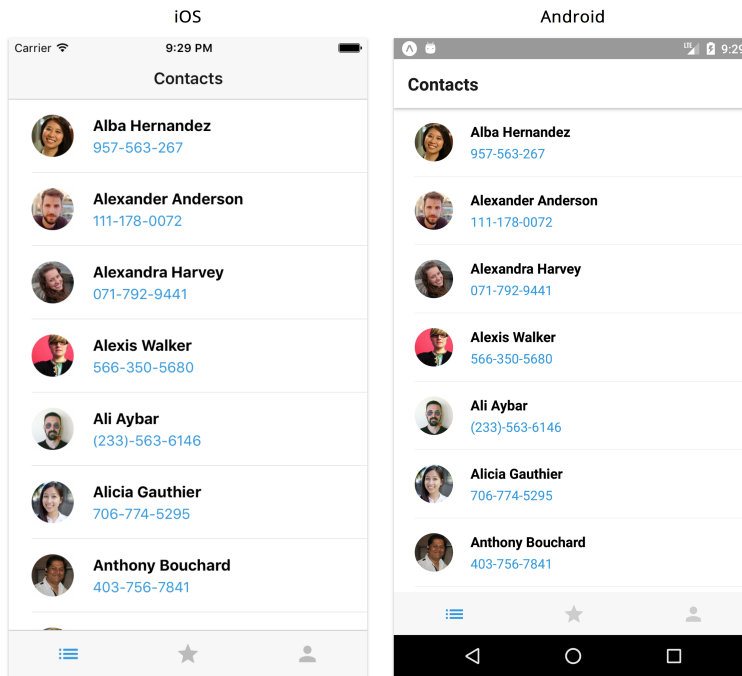 iOS
Carrier
9:29 PM
Contacts
Alba Hernandez
957-563-267
Alexander Anderson
111-178-0072
Alexandra Harvey
071-792-9441
Alexis Walker
566-350-5680
Ali Aybar
(233)-563-6146
Alicia Gauthier
706-774-5295
Anthony Bouchard
403-756-7841
Android
LTE
9:29
Contacts
Alba Hernandez
957-563-267
Alexander Anderson
111-178-0072
Alexandra Harvey
071-792-9441
Alexis Walker
566-350-5680
Ali Aybar
(233)-563-6146
Alicia Gauthier
706-774-5295
Anthony Bouchard
403-756-7841